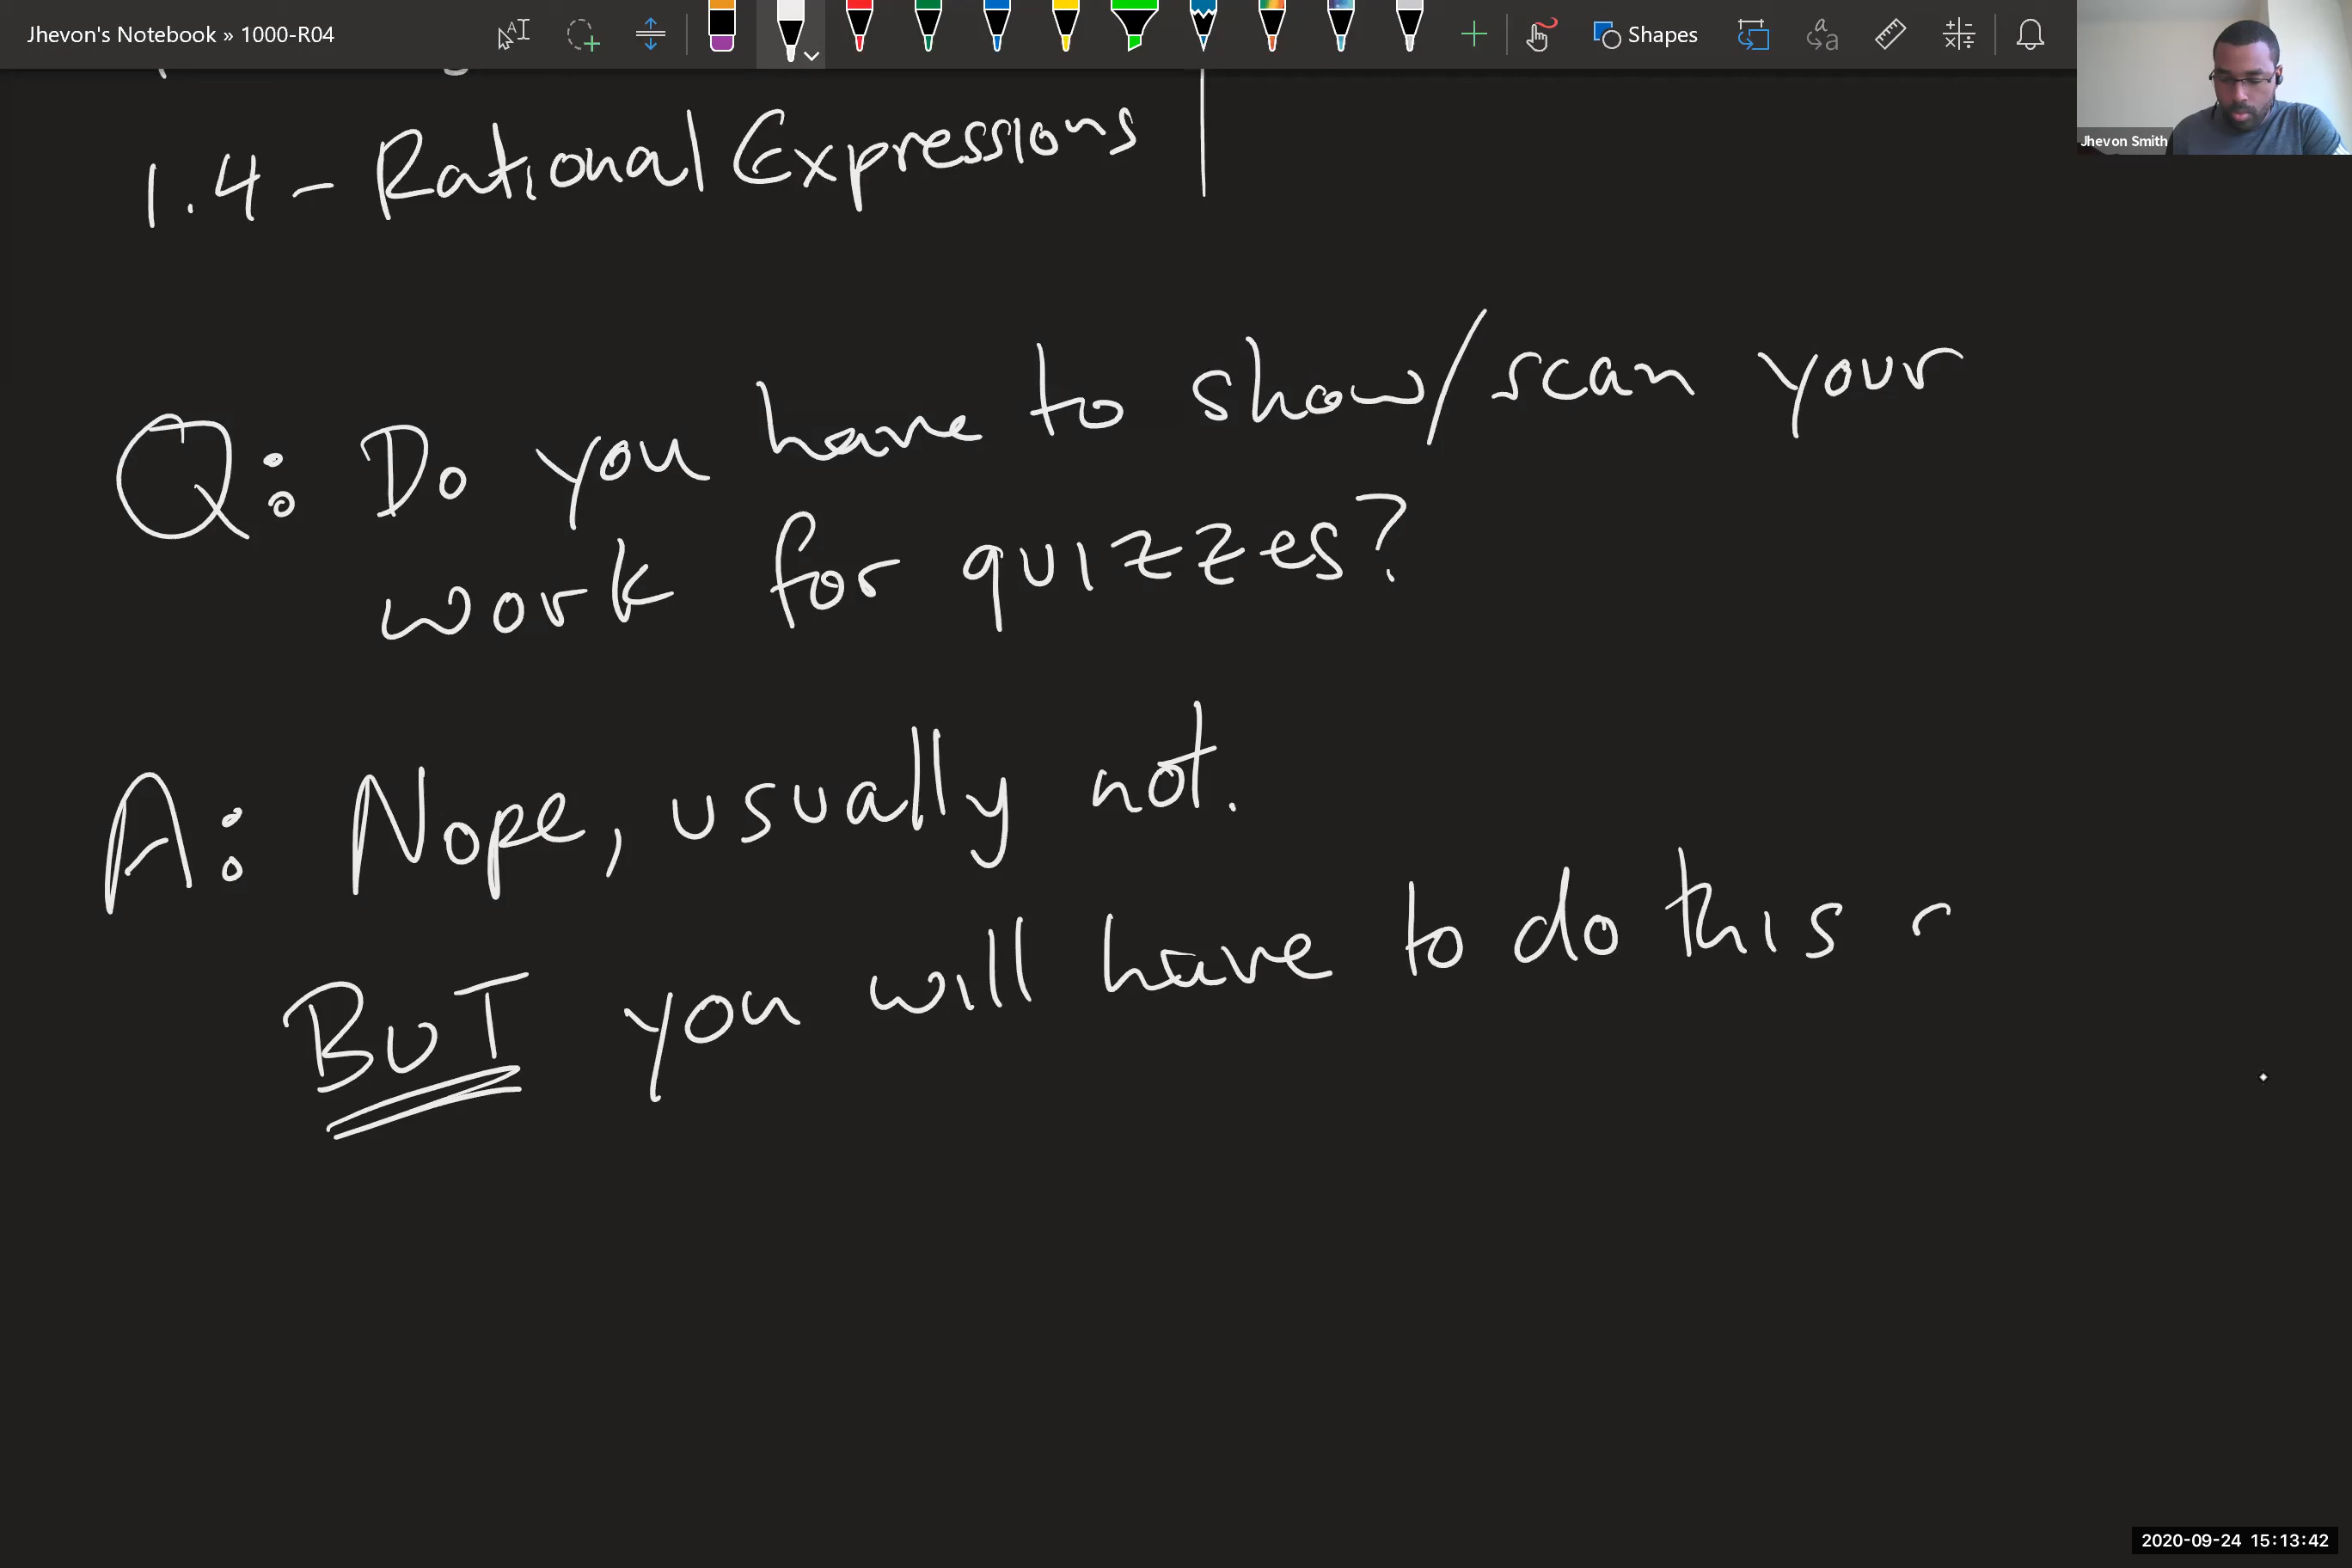 Jhevon's Notebook » 1000-R04
Shapes
Jhevon Smith
1.4 - Rational Expressions
Q: Do you have to show/scan your
work for quizzes?
A: Nope, usually not.
BUT you will have to do this
2020-09-24 15:13:42